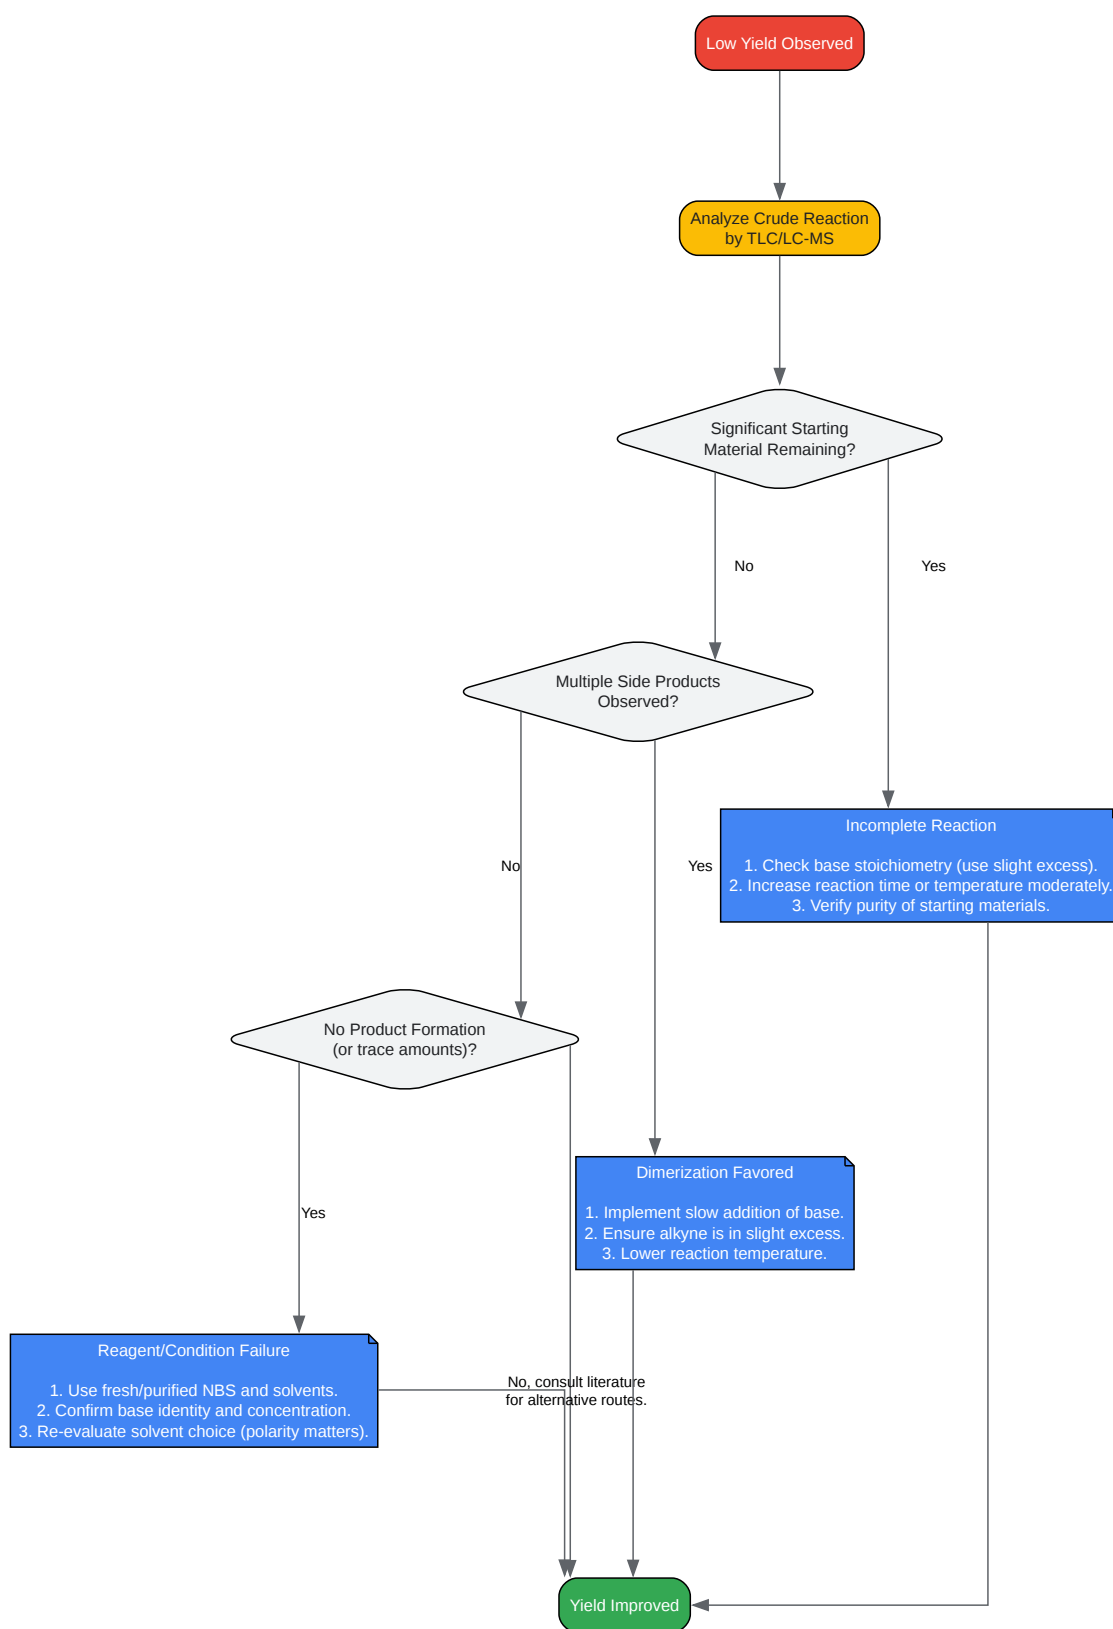 Low Yield Observed
Analyze Crude Reaction
by TLC/LC-MS
Significant Starting
Material Remaining?
No
Yes
Multiple Side Products
Observed?
No
Yes
Incomplete Reaction
1. Check base stoichiometry (use slight excess).
2. Increase reaction time or temperature moderately.
3. Verify purity of starting materials.
No Product Formation
(or trace amounts)?
Yes
Dimerization Favored
1. Implement slow addition of base.
2. Ensure alkyne is in slight excess.
3. Lower reaction temperature.
Reagent/Condition Failure
1. Use fresh/purified NBS and solvents.
2. Confirm base identity and concentration.
3. Re-evaluate solvent choice (polarity matters).
No, consult literature
for alternative routes.
Yield Improved